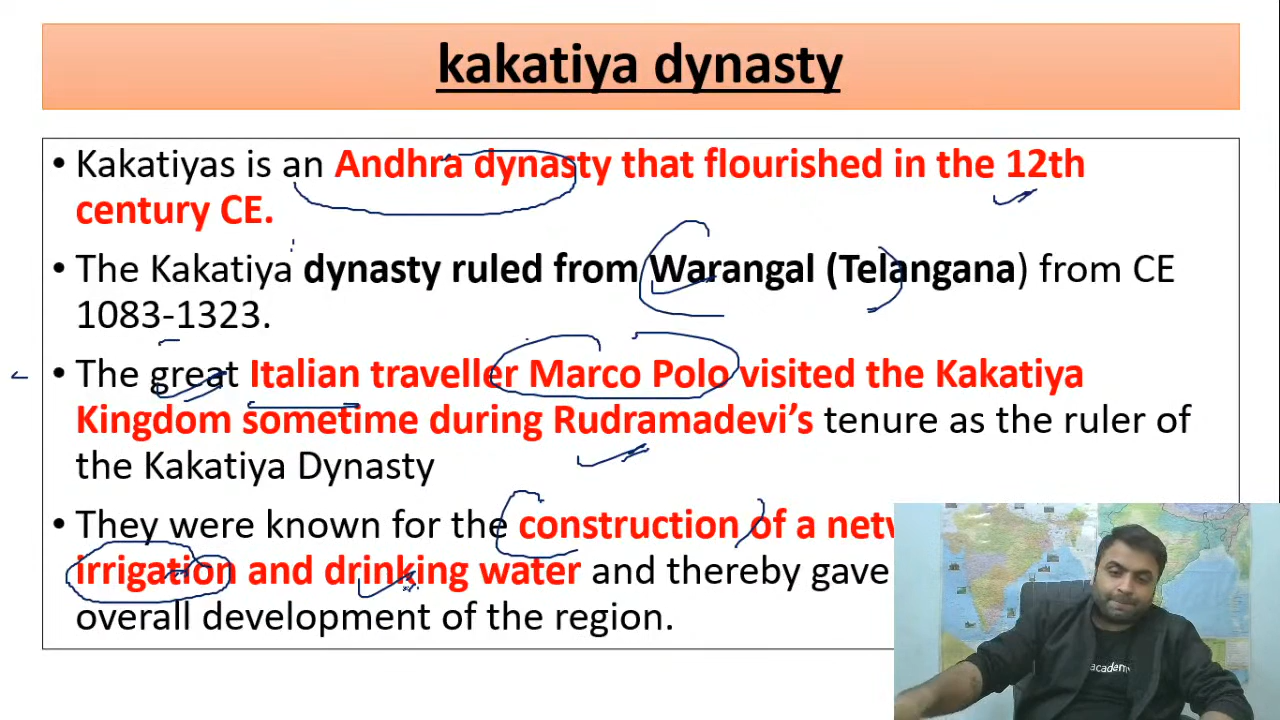 kakatiya dynasty
• Kakatiyas is an Andhra dynasty that flourished in the 12th
century CE.
• The Kakatiya dynasty ruled from Warangal (Telangana) from CE
1083-1323.
• The great Italian traveller Marco Polo visited the Kakatiya
Kingdom sometime during Rudramadevi’s tenure as the ruler of
the Kakatiya Dynasty
• They were known for the construction of a
irrigation and drinking water and thereby gave
overall development of the region.
academy